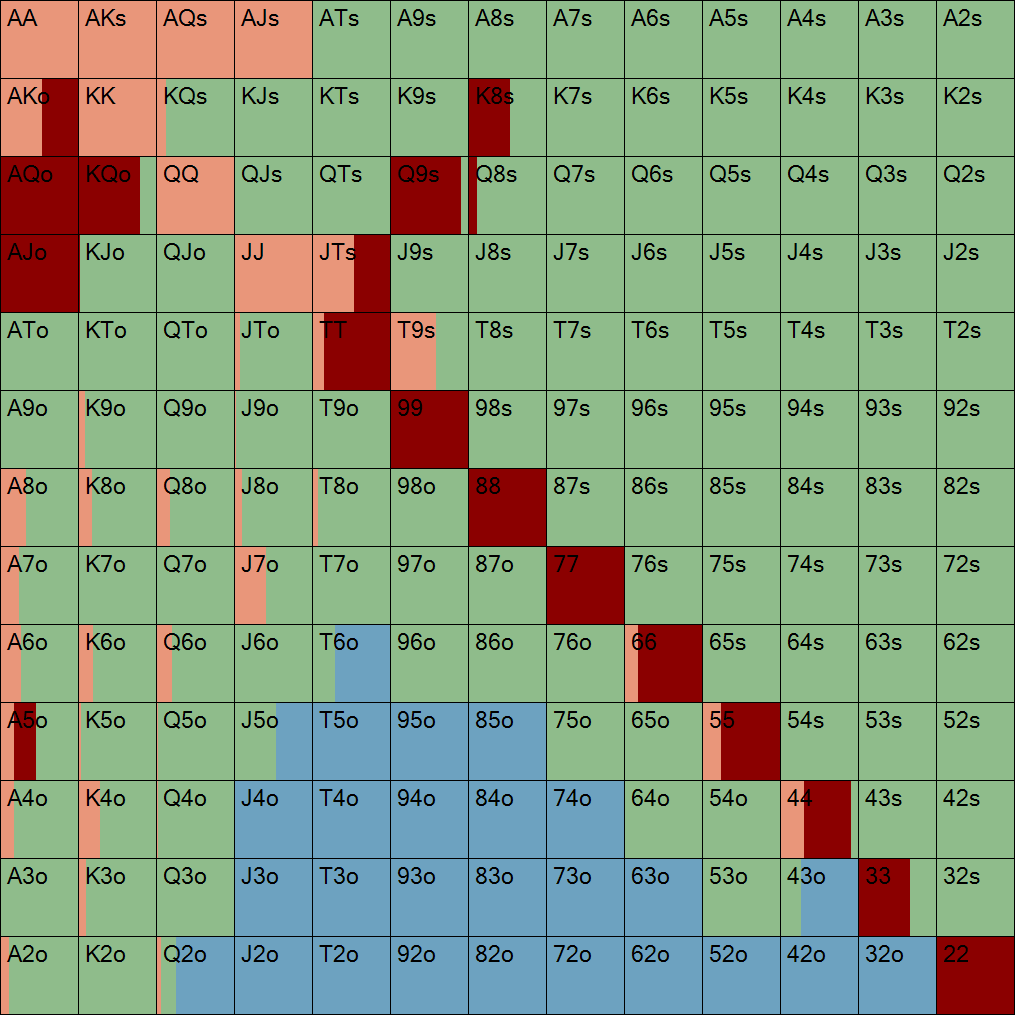 AA AKs AQs AJs ATs A9s A8s A7s A6s A5s A4s A3s A2s
AKo KK KQs KJs KTs K9s K8s K7s K6s K5s K4s K3s K2s
AQo KQo QQ QJs QTs Q9s Q8s Q7s Q6s Q5s Q4s Q3s Q2s
AJo KJo QJo JJ JTs J9s J8s J7s J6s J5s J4s J3s J2s
ATo KTo QTo JTo TT T9s T8s T7s T6s T5s T4s T3s T2s
A9o K9o Q9o J9o T9o 99 98s 97s 96s 95s 94s 93s 92s
A8o K8o Q8o J8o T8o 98o 88 87s 86s 85s 84s 83s 82s
A7o K7o Q7o J7o T7o 97o 87o 77 76s 75s 74s 73s 72s
A6o K6o Q6o J6o T6o 96o 86o 76o 66 65s 64s 63s 62s
A5o K5o Q5o J5o T5o 95o 85o 75o 65o 55 54s 53s 52s
A4o K4o Q4o J4o T4o 94o 84o 74o 64o 54o 44 43s 42s
A3o K3o Q3o J3o T3o 93o 83o 73o 63o 53o 43o 33 32s
A2o K2o Q2o J2o T2o 92o 82o 72o 62o 52o 42o 32o 22